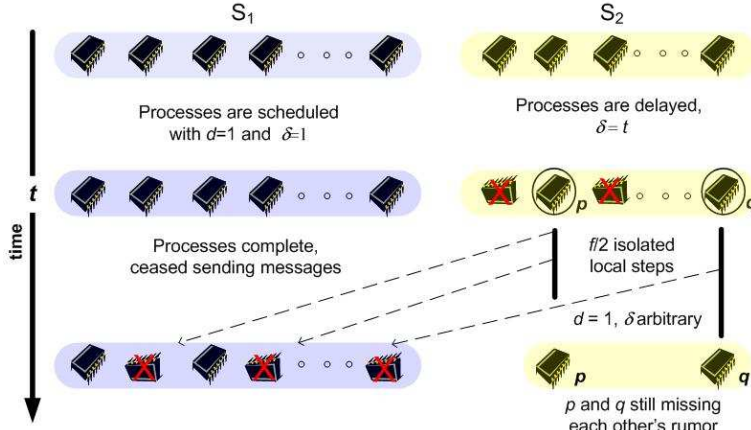 S1
S2
Processes are scheduled
with d=1 and δ=1
Processes are delayed,
δ= t
t
time
p
q
Processes complete,
ceased sending messages
f/2 isolated
local steps
d = 1, δ arbitrary
p
q
p and q still missing
each other's rumor